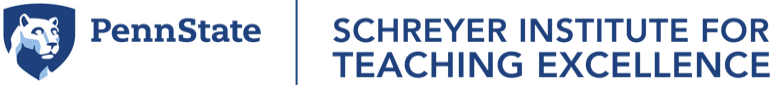 PennState
SCHREYER INSTITUTE FOR
TEACHING EXCELLENCE